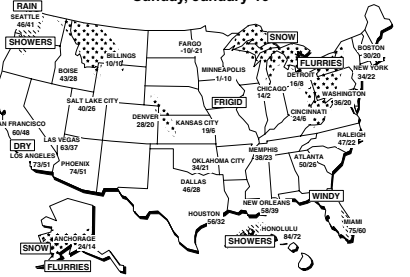 RAIN
SEATTLE
46/41
SHOWERS
BILLINGS
10/10
BOISE
43/28
FARGO
-10/-21
MINNEAPOLIS
1/-10
SNOW
FLURRIES
DETROIT
16/8
BOSTON
30/20
NEW YORK
34/22
CHICAGO
14/2
WASHINGTON
36/20
SALT LAKE CITY
40/26
DENVER
28/20
FRIGID
KANSAS CITY
19/6
CINCINNATI
24/6
RALEIGH
47/22
AN FRANCISCO
60/48
DRY
LAS VEGAS
63/37
LOS ANGELES
73/51
PHOENIX
74/51
OKLAHOMA CITY
34/21
MEMPHIS
38/23
ATLANTA
50/26
DALLAS
46/28
HOUSTON
56/32
NEW ORLEANS
58/39
WINDY
MIAMI
75/60
HONOLULU
84/72
SHOWERS
ANCHORAGE
24/14
SNOW
FLURRIES